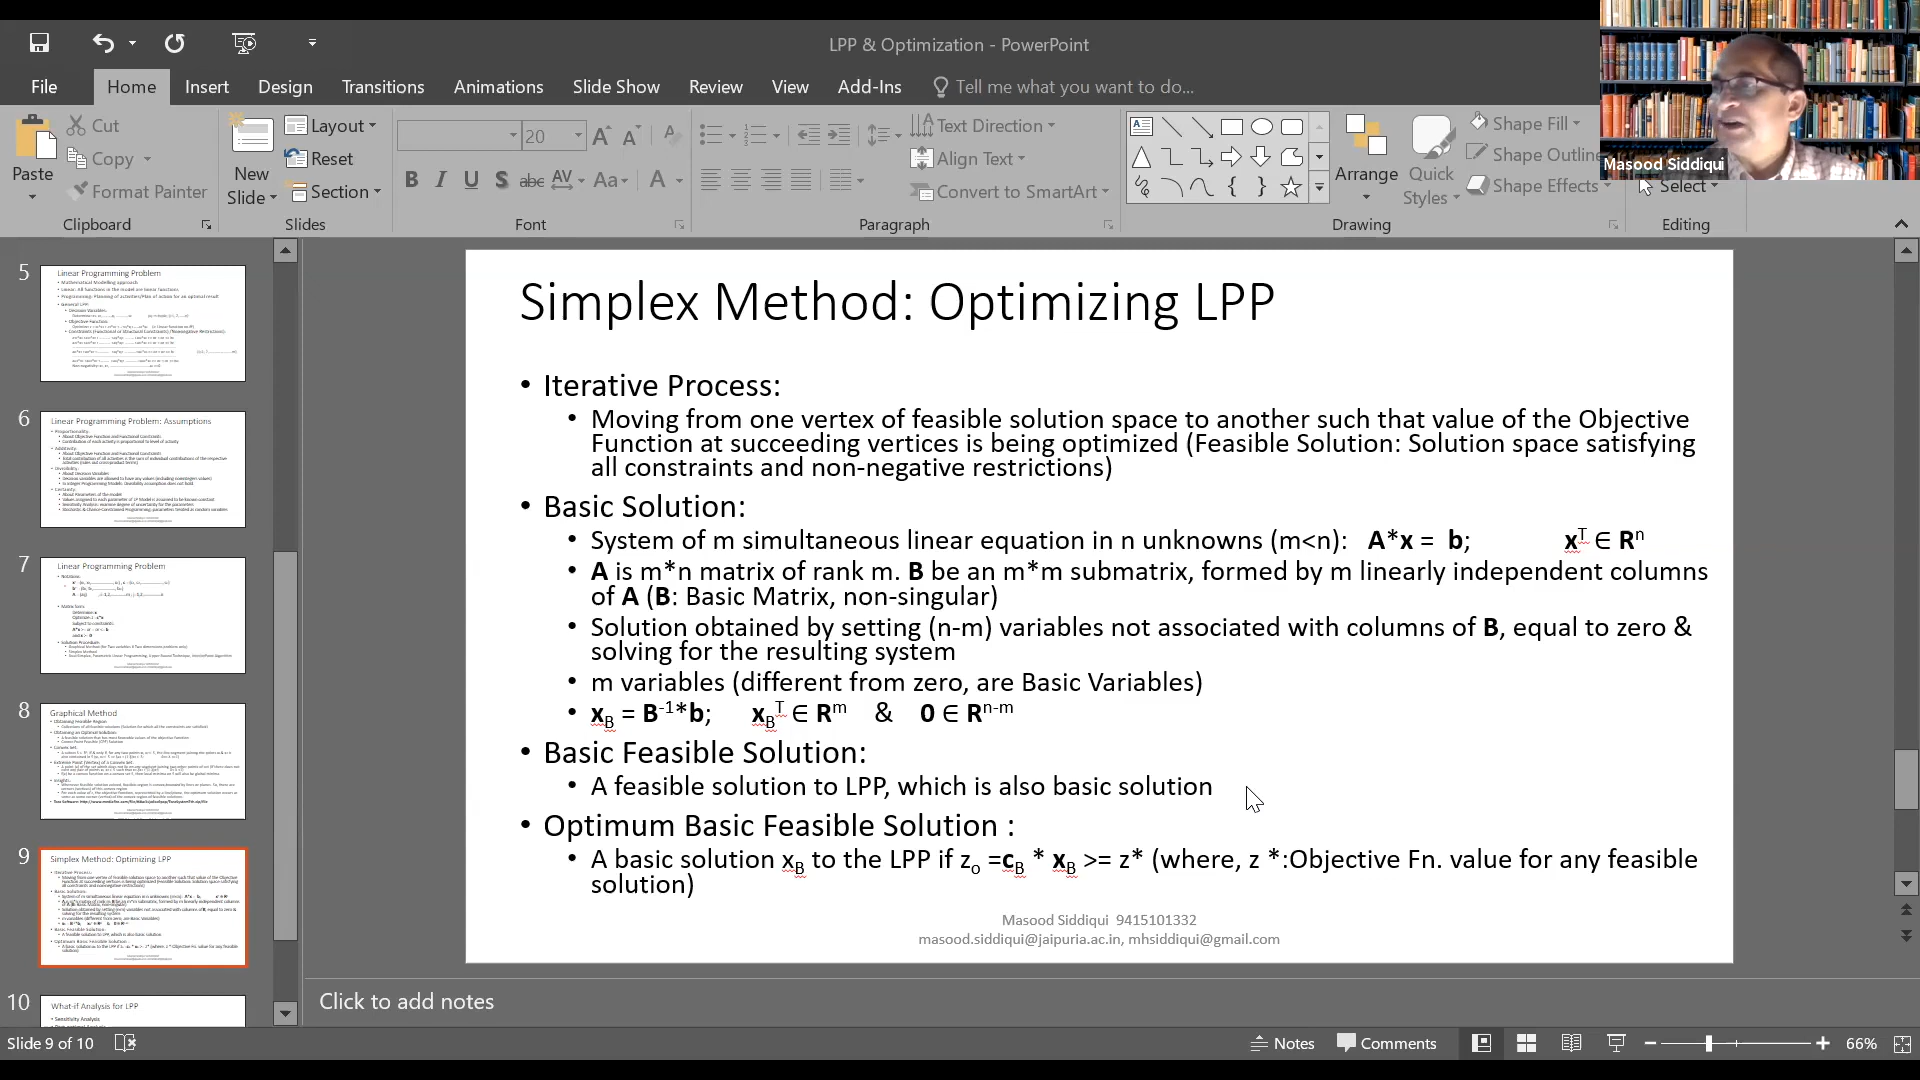 LPP & Optimization - PowerPoint
File Home Insert Design Transitions Animations Slide Show Review View Add-Ins Tell me what you want to do...
Masood Siddiqui
Paste
Cut
Copy
Format Painter
Clipboard
New Slide
Layout
Reset
Section
Slides
20
B I U S abc AV Aa A
Font
Text Direction
Align Text
Convert to SmartArt
Paragraph
Arrange
Quick Styles
Shape Fill
Shape Outline
Shape Effects
Drawing
Select
Editing
5
Linear Programming Problem
6
Linear Programming Problem: Assumptions
7
Linear Programming Problem
8
Graphical Method
9
Simplex Method: Optimizing LPP
10
What-if Analysis for LPP
• Sensitivity Analysis
Simplex Method: Optimizing LPP
• Iterative Process:
• Moving from one vertex of feasible solution space to another such that value of the Objective
Function at succeeding vertices is being optimized (Feasible Solution: Solution space satisfying
all constraints and non-negative restrictions)
• Basic Solution:
• System of m simultaneous linear equation in n unknowns (m<n): A*x = b; xᵀ ∈ Rⁿ
• A is m*n matrix of rank m. B be an m*m submatrix, formed by m linearly independent columns
of A (B: Basic Matrix, non-singular)
• Solution obtained by setting (n-m) variables not associated with columns of B, equal to zero &
solving for the resulting system
• m variables (different from zero, are Basic Variables)
• x_B = B⁻¹*b; x_Bᵀ ∈ Rᵐ & 0 ∈ Rⁿ⁻ᵐ
• Basic Feasible Solution:
• A feasible solution to LPP, which is also basic solution
• Optimum Basic Feasible Solution :
• A basic solution x_B to the LPP if z_o =c_B * x_B >= z* (where, z *:Objective Fn. value for any feasible
solution)
Masood Siddiqui 9415101332
masood.siddiqui@jaipuria.ac.in, mhsiddiqui@gmail.com
Click to add notes
Slide 9 of 10
Notes Comments 66%